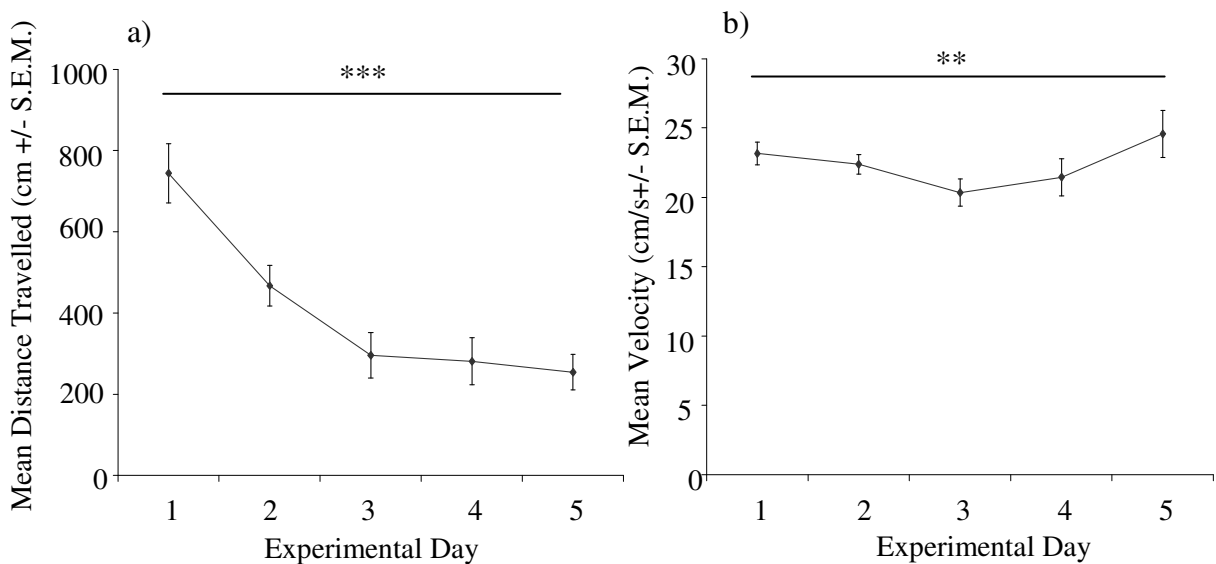 a)
***
Mean Distance Travelled (cm +/- S.E.M.)
1000
800
600
400
200
0
1 2 3 4 5
Experimental Day
b)
**
Mean Velocity (cm/s+/- S.E.M.)
30
25
20
15
10
5
0
1 2 3 4 5
Experimental Day